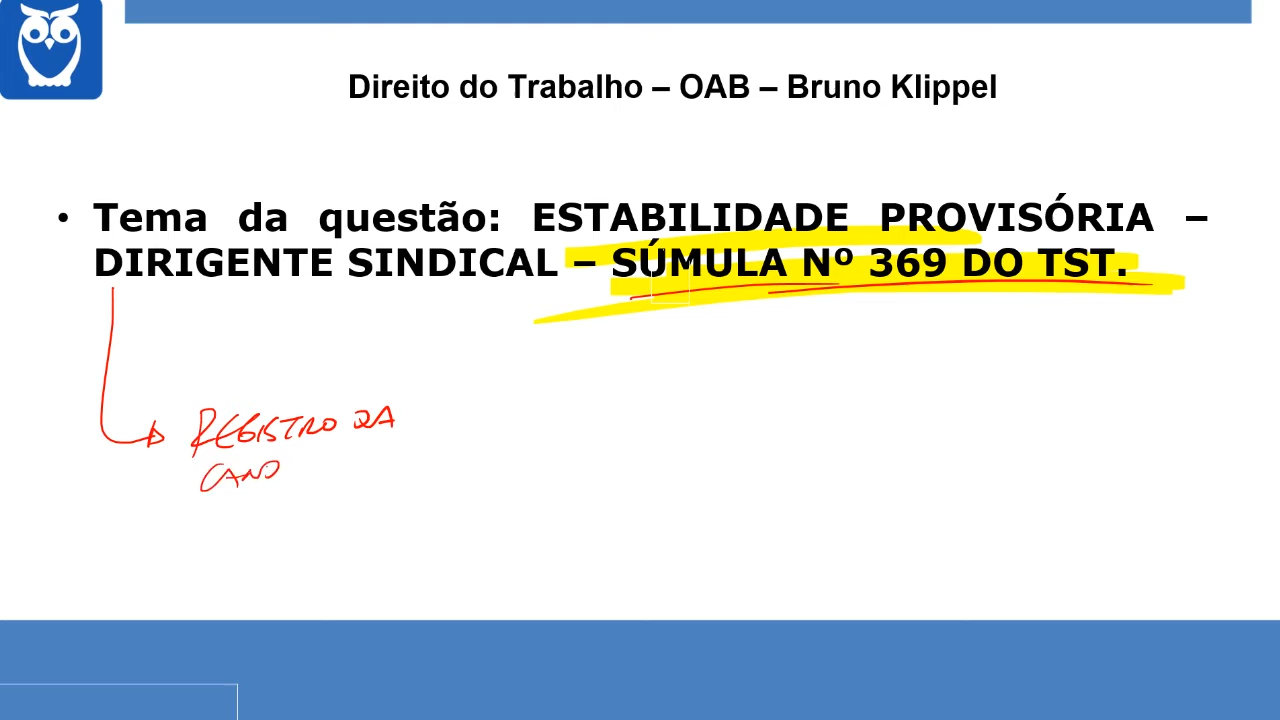 Direito do Trabalho – OAB – Bruno Klippel
• Tema da questão: ESTABILIDADE PROVISÓRIA –
DIRIGENTE SINDICAL – SÚMULA Nº 369 DO TST.
REGISTRO DA
CAND